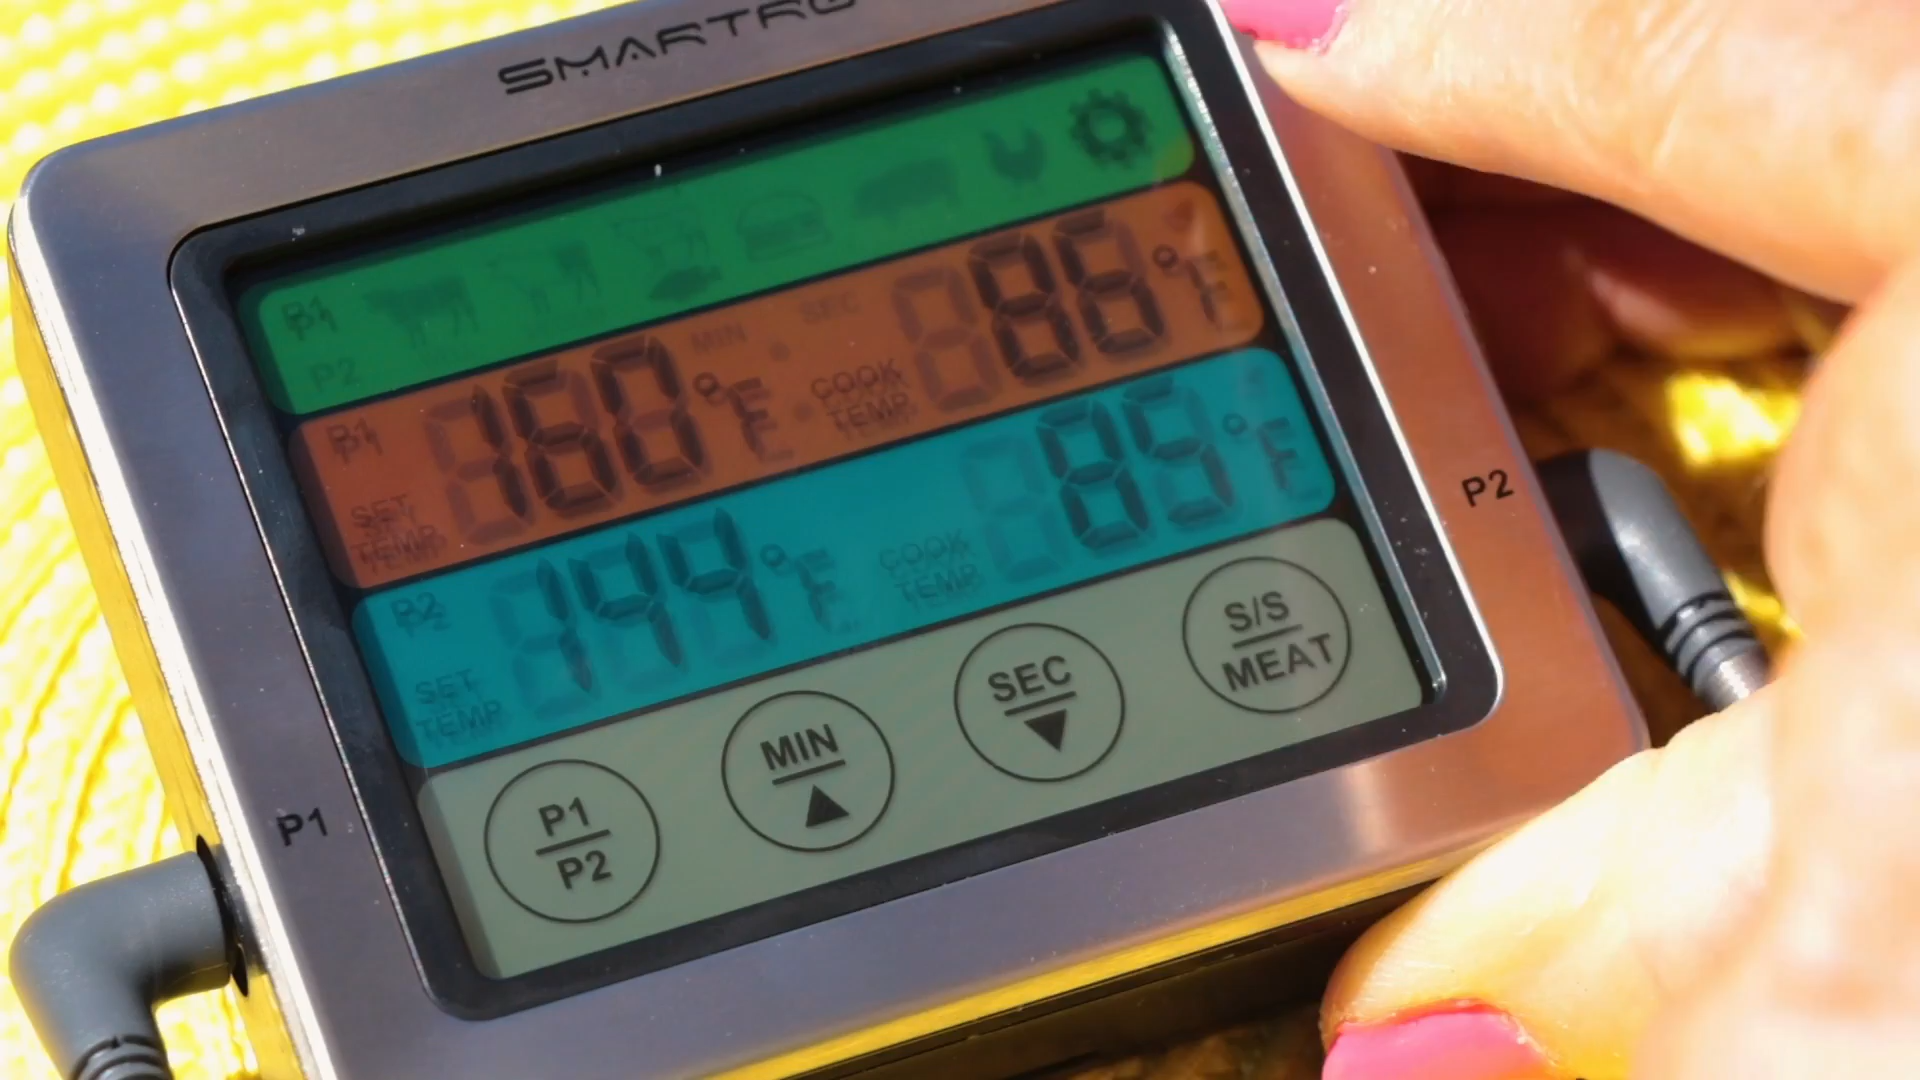 SMARTRO
P1
P2
MIN SEC
P1 160°F COOK TEMP 86°F
SET TEMP
P2 144°F COOK TEMP 85°F
SET TEMP
P1
P2
MIN
SEC
S/S
MEAT
P1
P2